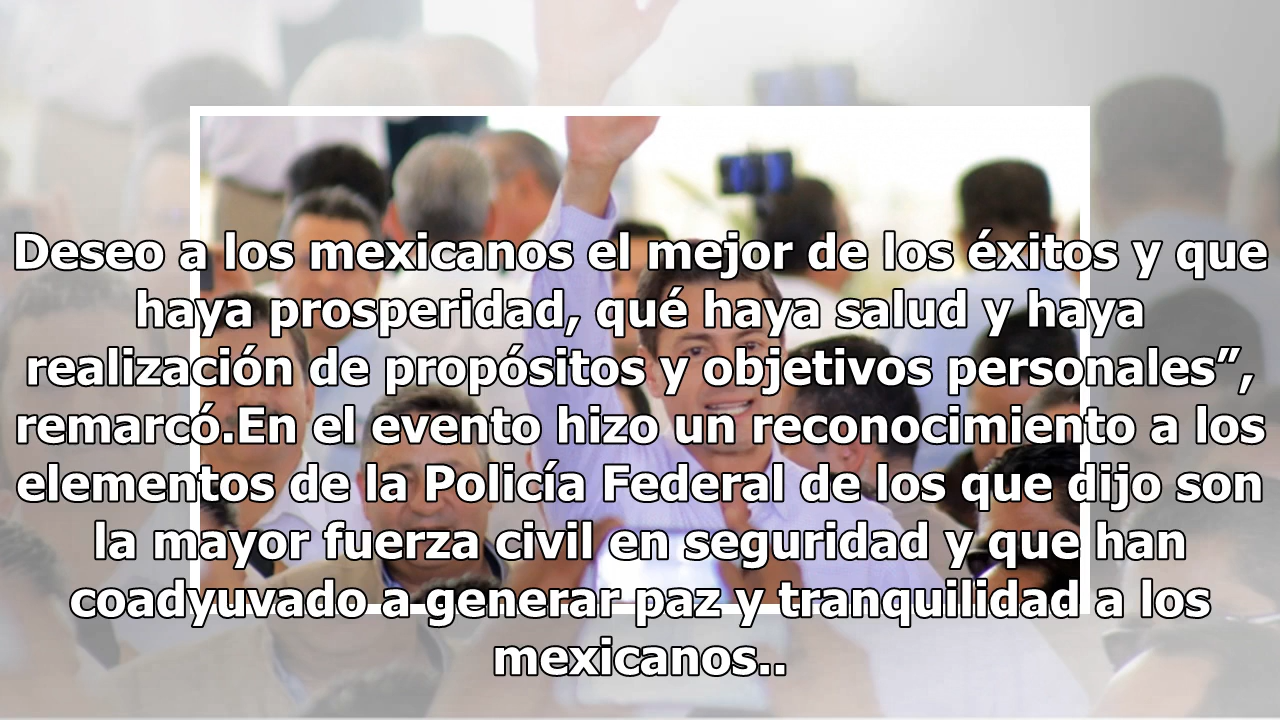 Deseo a los mexicanos el mejor de los éxitos y que
haya prosperidad, qué haya salud y haya
realización de propósitos y objetivos personales”,
remarcó.En el evento hizo un reconocimiento a los
elementos de la Policía Federal de los que dijo son
la mayor fuerza civil en seguridad y que han
coadyuvado a generar paz y tranquilidad a los
mexicanos..